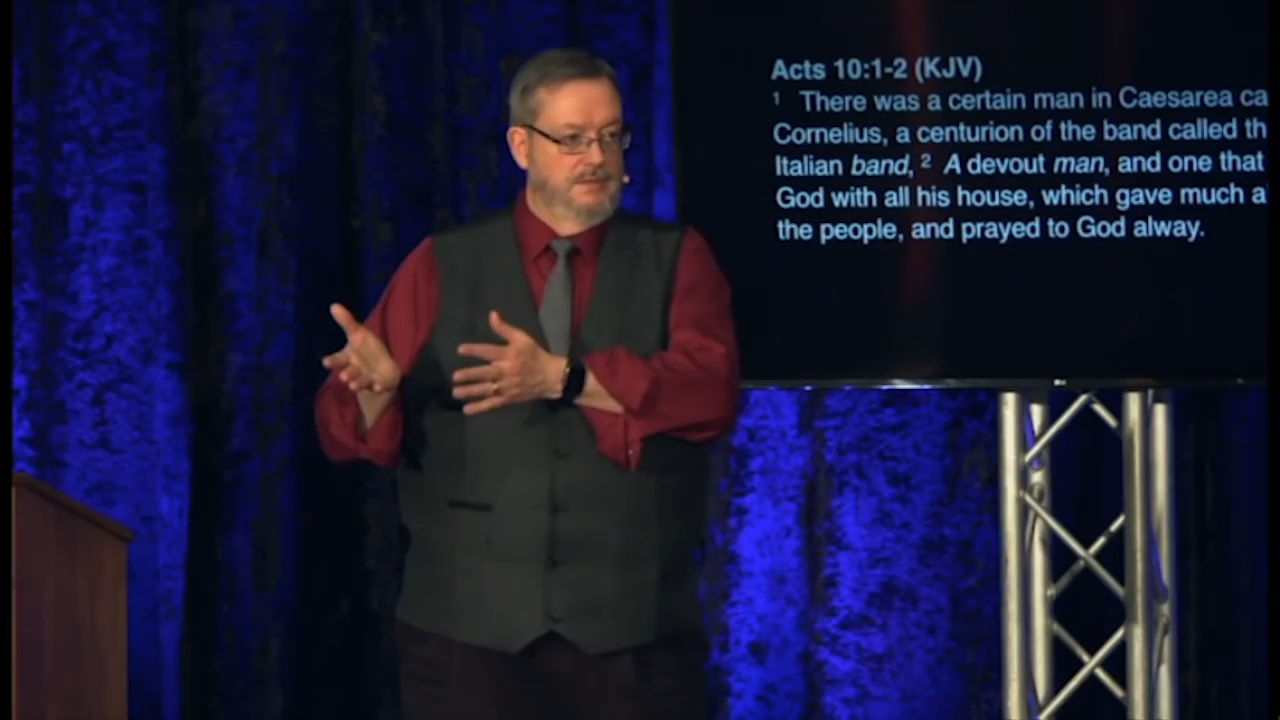 Acts 10:1-2 (KJV)
1 There was a certain man in Caesarea ca
Cornelius, a centurion of the band called th
Italian band, 2 A devout man, and one that
God with all his house, which gave much a
the people, and prayed to God alway.